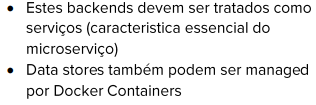 • Estes backends devem ser tratados como
serviços (caracteristica essencial do
microserviço)
• Data stores também podem ser managed
por Docker Containers